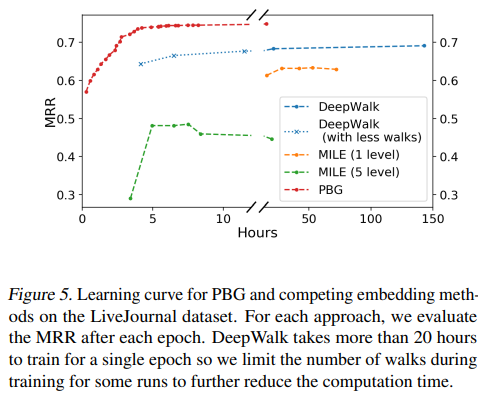 0.7
0.6
0.5
0.4
0.3
0.7
0.6
0.5
0.4
0.3
MRR
DeepWalk
DeepWalk
(with less walks)
MILE (1 level)
MILE (5 level)
PBG
0 5 10 50 100 150
Hours
Figure 5. Learning curve for PBG and competing embedding meth-
ods on the LiveJournal dataset. For each approach, we evaluate
the MRR after each epoch. DeepWalk takes more than 20 hours
to train for a single epoch so we limit the number of walks during
training for some runs to further reduce the computation time.